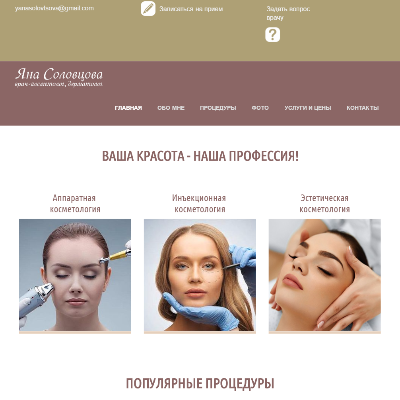 yanasolovtsova@gmail.com
Записаться на прием
Задать вопрос
врачу
Яна Соловцова
врач-косметолог, дерматолог
ГЛАВНАЯ ОБО МНЕ ПРОЦЕДУРЫ ФОТО УСЛУГИ И ЦЕНЫ КОНТАКТЫ
ВАША КРАСОТА - НАША ПРОФЕССИЯ!
Аппаратная
косметология
Инъекционная
косметология
Эстетическая
косметология
ПОПУЛЯРНЫЕ ПРОЦЕДУРЫ